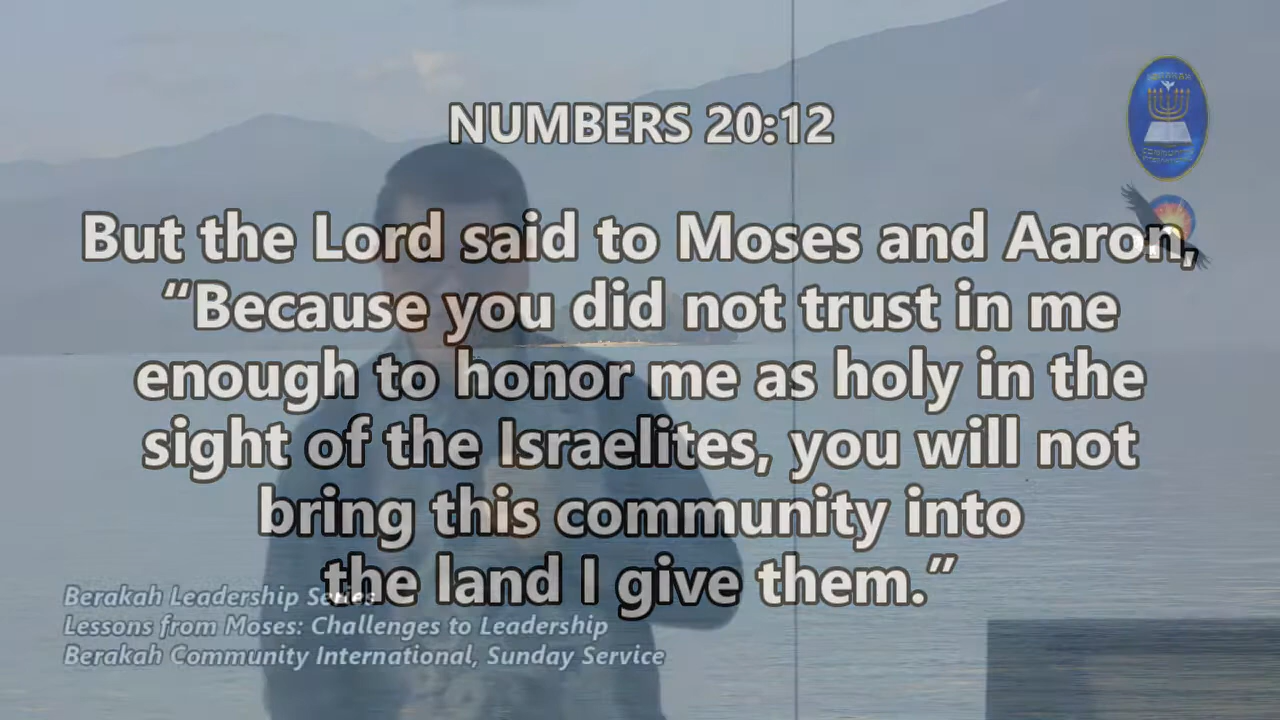 NUMBERS 20:12
But the Lord said to Moses and Aaron,
“Because you did not trust in me
enough to honor me as holy in the
sight of the Israelites, you will not
bring this community into
the land I give them.”
Berakah Leadership Series
Lessons from Moses: Challenges to Leadership
Berakah Community International, Sunday Service